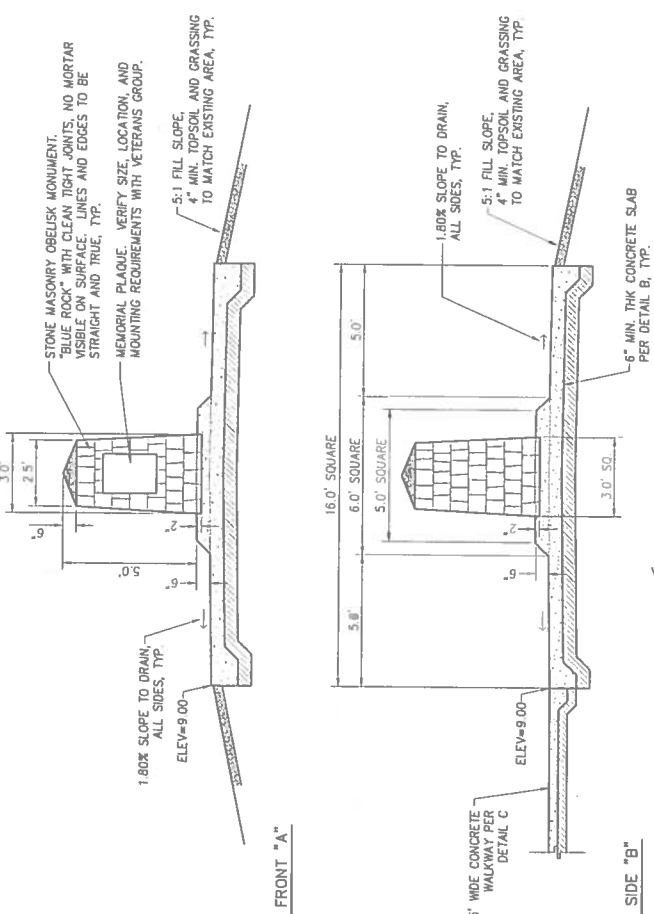 3.0'
2.5'
6"
5.0'
2"
6"
STONE MASONRY OBELISK MONUMENT.
"BLUE ROCK" WITH CLEAN TIGHT JOINTS, NO MORTAR
VISIBLE ON SURFACE. LINES AND EDGES TO BE
STRAIGHT AND TRUE, TYP.
MEMORIAL PLAQUE. VERIFY SIZE, LOCATION, AND
MOUNTING REQUIREMENTS WITH VETERANS GROUP.
5:1 FILL SLOPE,
4" MIN. TOPSOIL AND GRASSING
TO MATCH EXISTING AREA, TYP.
1.80% SLOPE TO DRAIN,
ALL SIDES, TYP.
ELEV=9.00
FRONT "A"
16.0' SQUARE
5.0'
6.0' SQUARE
5.0' SQUARE
2"
6"
3.0' SQ.
1.80% SLOPE TO DRAIN,
ALL SIDES, TYP.
5:1 FILL SLOPE,
4" MIN. TOPSOIL AND GRASSING
TO MATCH EXISTING AREA, TYP.
ELEV=9.00
6" MIN. THK CONCRETE SLAB
PER DETAIL B, TYP.
' WIDE CONCRETE
WALKWAY PER
DETAIL C
SIDE "B"